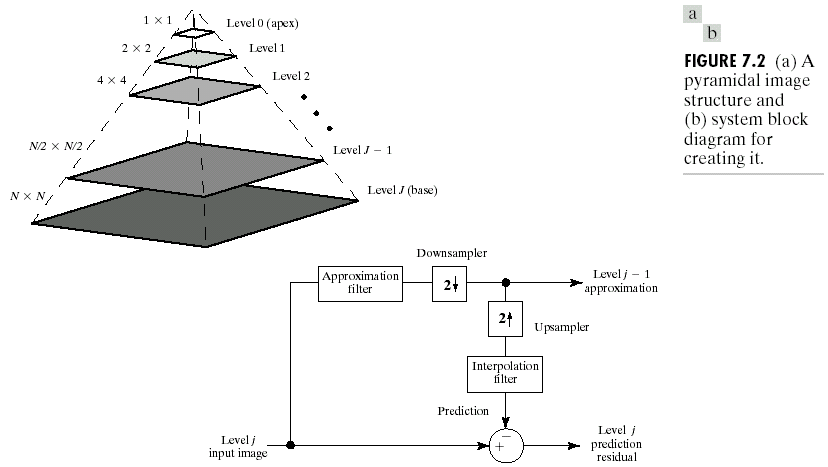 a
b
FIGURE 7.2 (a) A
pyramidal image
structure and
(b) system block
diagram for
creating it.
1 × 1
Level 0 (apex)
2 × 2
Level 1
4 × 4
Level 2
N/2 × N/2
Level J − 1
N × N
Level J (base)
Downsampler
Approximation
filter
2↓
Level j − 1
approximation
2↑
Upsampler
Interpolation
filter
Prediction
Level j
input image
+
−
Level j
prediction
residual